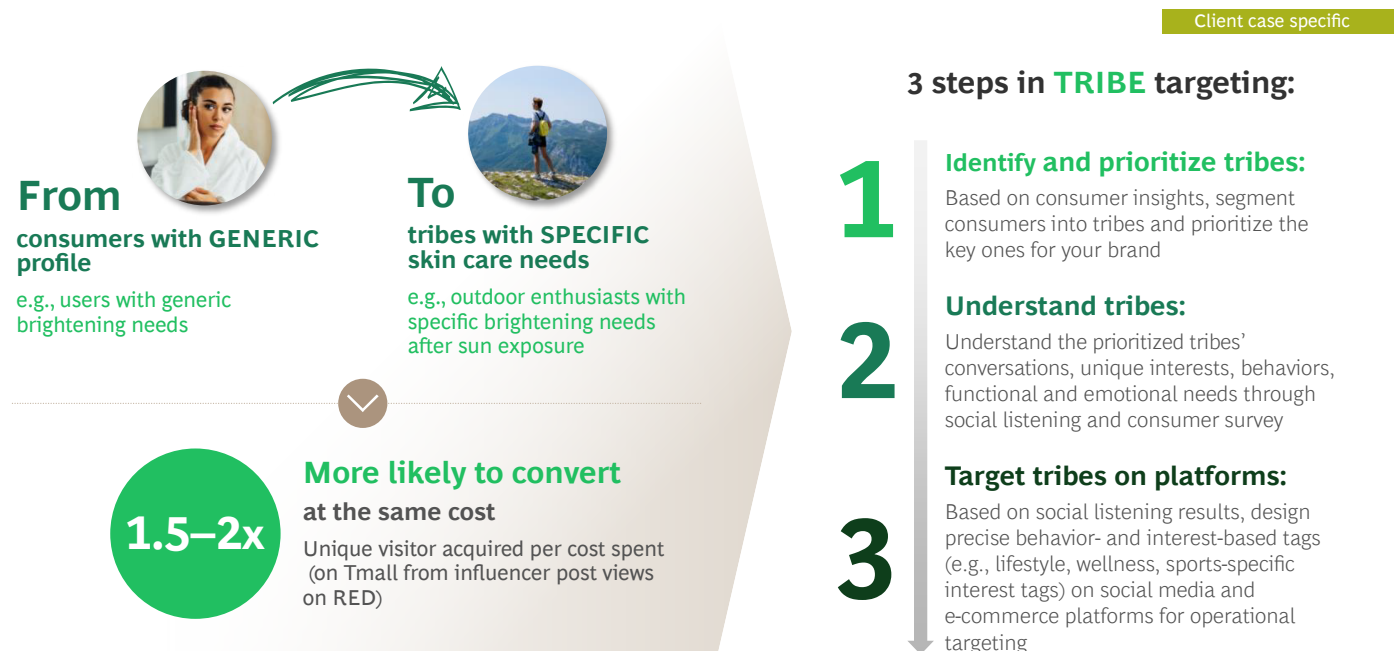 Client case specific
From
consumers with GENERIC
profile
e.g., users with generic
brightening needs
To
tribes with SPECIFIC
skin care needs
e.g., outdoor enthusiasts with
specific brightening needs
after sun exposure
1.5–2x
More likely to convert
at the same cost
Unique visitor acquired per cost spent
(on Tmall from influencer post views
on RED)
3 steps in TRIBE targeting:
1
Identify and prioritize tribes:
Based on consumer insights, segment
consumers into tribes and prioritize the
key ones for your brand
2
Understand tribes:
Understand the prioritized tribes'
conversations, unique interests, behaviors,
functional and emotional needs through
social listening and consumer survey
3
Target tribes on platforms:
Based on social listening results, design
precise behavior- and interest-based tags
(e.g., lifestyle, wellness, sports-specific
interest tags) on social media and
e-commerce platforms for operational
targeting